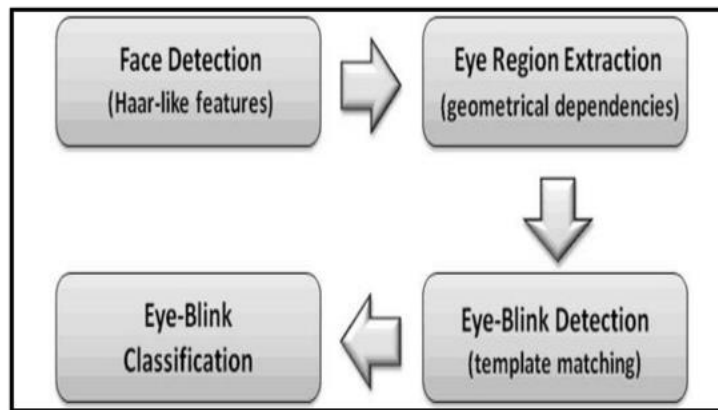 Face Detection
(Haar-like features)
Eye Region Extraction
(geometrical dependencies)
Eye-Blink Detection
(template matching)
Eye-Blink
Classification